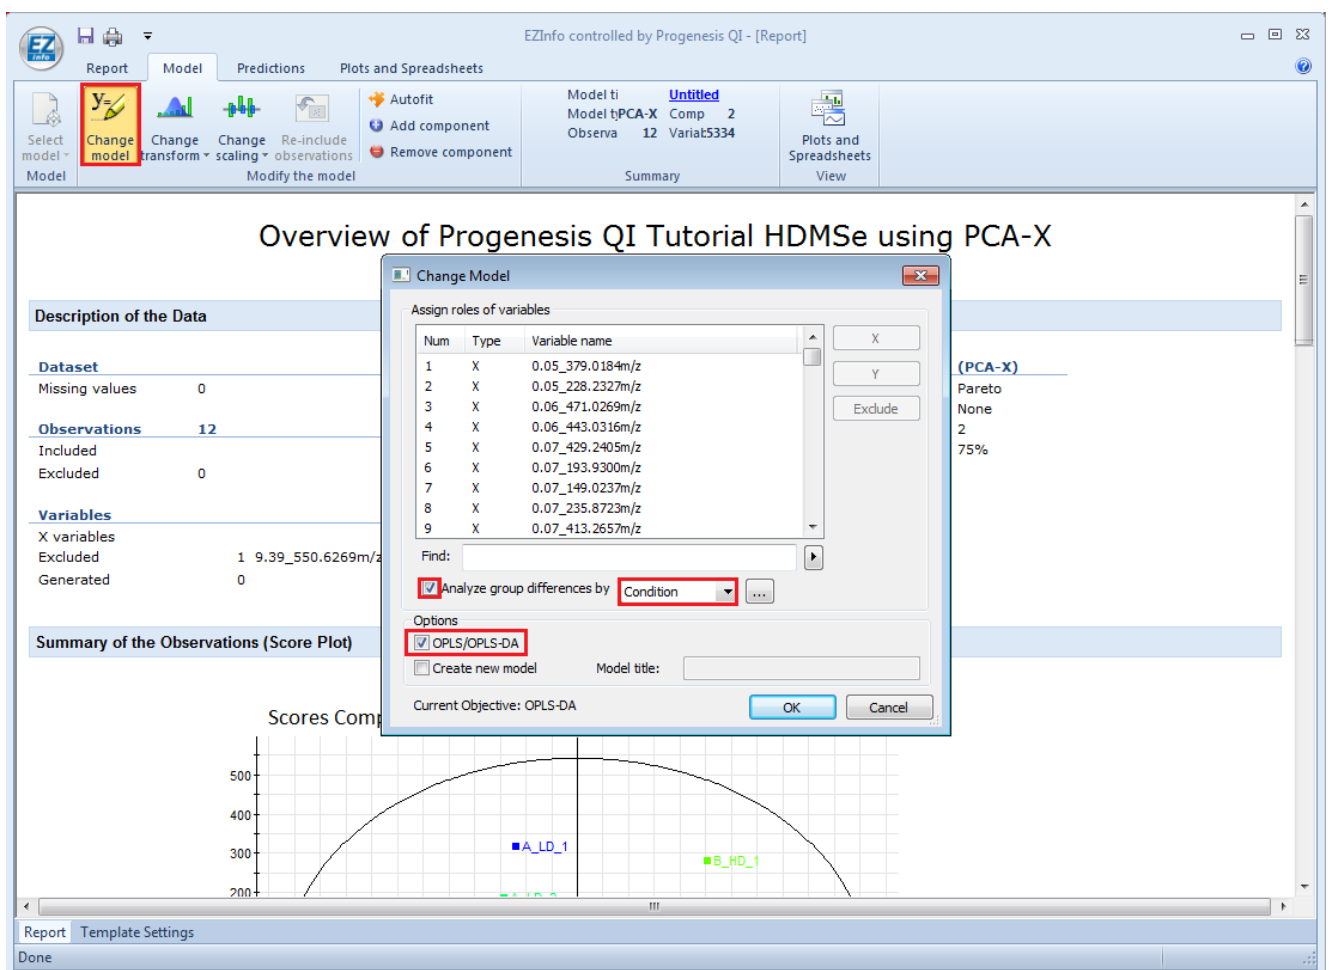 EZ
info
EZInfo controlled by Progenesis QI - [Report]
Report Model Predictions Plots and Spreadsheets
Select model
Change model
Change transform
Change scaling
Re-include observations
Autofit
Add component
Remove component
Model ti Untitled
Model ty PCA-X Comp 2
Observa 12 Variab 5334
Plots and Spreadsheets
Model Modify the model Summary View
Overview of Progenesis QI Tutorial HDMSe using PCA-X
Description of the Data
Dataset
Missing values 0
Observations 12
Included
Excluded 0
Variables
X variables
Excluded 1 9.39_550.6269m/z
Generated 0
(PCA-X)
Pareto
None
2
75%
Change Model
Assign roles of variables
Num Type Variable name
1 X 0.05_379.0184m/z
2 X 0.05_228.2327m/z
3 X 0.06_471.0269m/z
4 X 0.06_443.0316m/z
5 X 0.07_429.2405m/z
6 X 0.07_193.9300m/z
7 X 0.07_149.0237m/z
8 X 0.07_235.8723m/z
9 X 0.07_413.2657m/z
X
Y
Exclude
Find:
Analyze group differences by Condition ...
Options
OPLS/OPLS-DA
Create new model Model title:
Current Objective: OPLS-DA OK Cancel
Summary of the Observations (Score Plot)
Scores Comp
500
400
300
200
A_LD_1
B_HD_1
Report Template Settings
Done